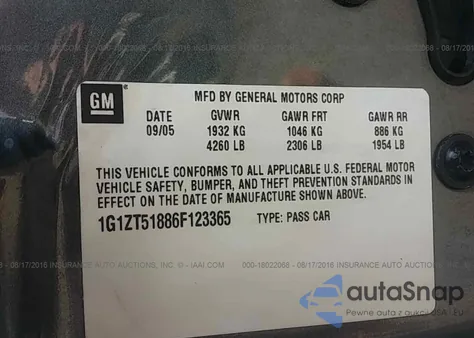 GM
MFD BY GENERAL MOTORS CORP
DATE GVWR GAWR FRT GAWR RR
09/05 1932 KG 1046 KG 886 KG
4260 LB 2306 LB 1954 LB
THIS VEHICLE CONFORMS TO ALL APPLICABLE U.S. FEDERAL MOTOR
VEHICLE SAFETY, BUMPER, AND THEFT PREVENTION STANDARDS IN
EFFECT ON THE DATE OF MANUFACTURE SHOWN ABOVE.
1G1ZT51886F123365 TYPE: PASS CAR
autoSnap